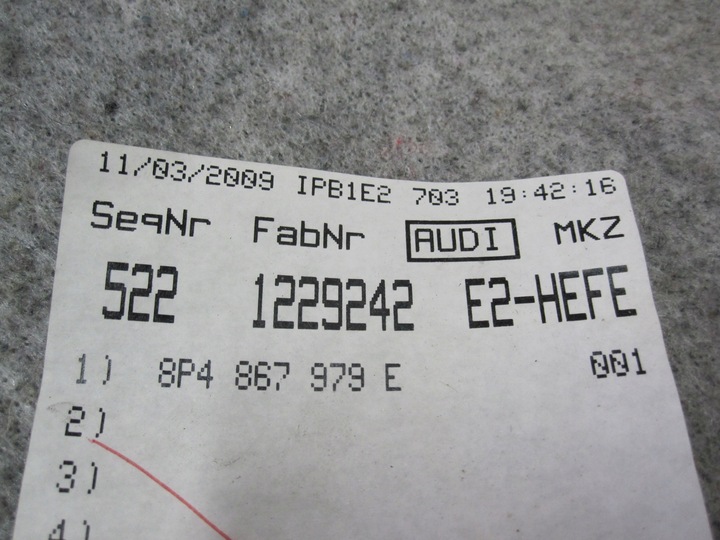 11/03/2009 IPB1E2 703 19:42:16
SeqNr FabNr AUDI MKZ
522 1229242 E2-HEFE
1) 8P4 867 979 E 001
2)
3)
4)